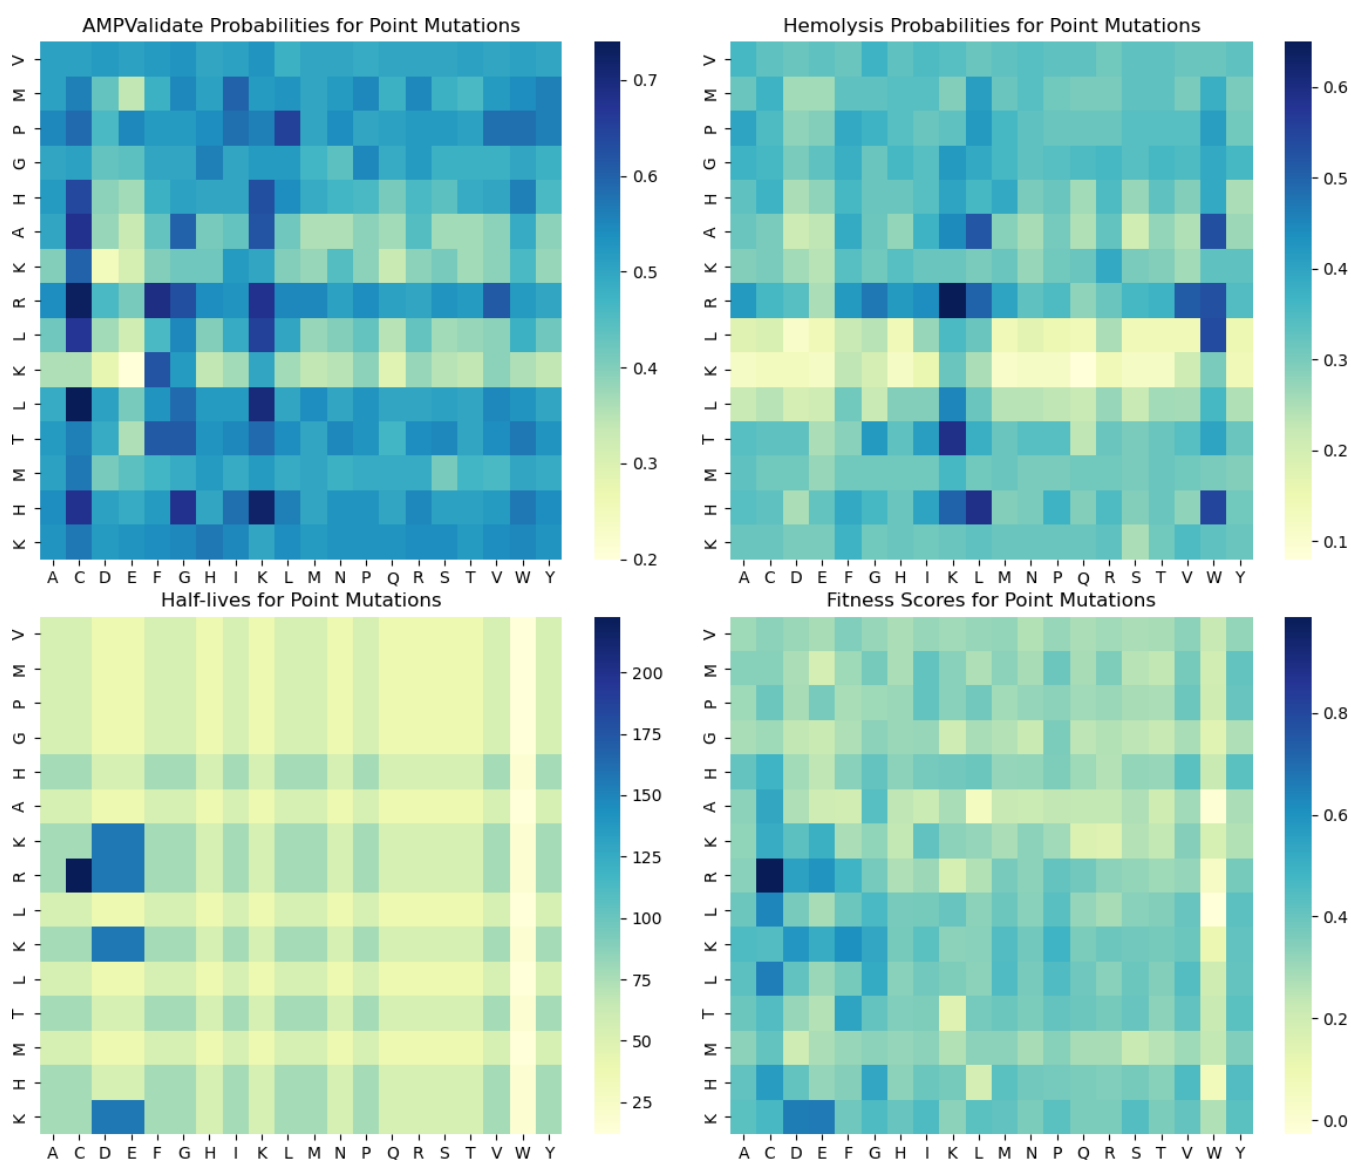 AMPValidate Probabilities for Point Mutations
V
M
P
G
H
A
K
R
L
K
L
T
M
H
K
A C D E F G H I K L M N P Q R S T V W Y
0.7
0.6
0.5
0.4
0.3
0.2
Hemolysis Probabilities for Point Mutations
V
M
P
G
H
A
K
R
L
K
L
T
M
H
K
A C D E F G H I K L M N P Q R S T V W Y
0.6
0.5
0.4
0.3
0.2
0.1
Half-lives for Point Mutations
V
M
P
G
H
A
K
R
L
K
L
T
M
H
K
A C D E F G H I K L M N P Q R S T V W Y
200
175
150
125
100
75
50
25
Fitness Scores for Point Mutations
V
M
P
G
H
A
K
R
L
K
L
T
M
H
K
A C D E F G H I K L M N P Q R S T V W Y
0.8
0.6
0.4
0.2
0.0